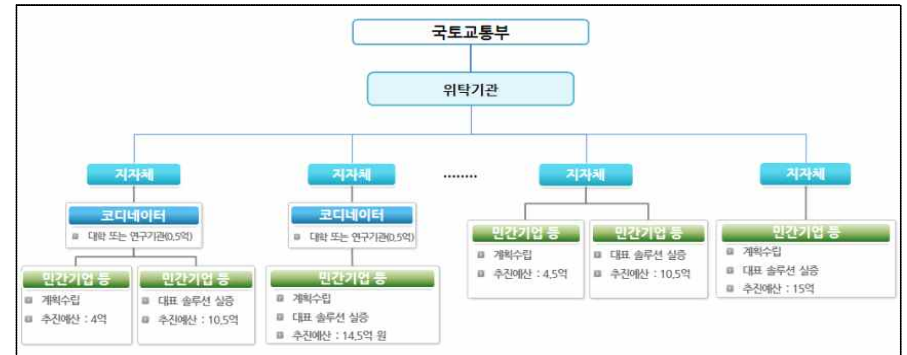 국토교통부
위탁기관
지자체
코디네이터
대학 또는 연구기관(0.5억)
민간기업 등
계획수립
추진예산 : 4억
민간기업 등
대표 솔루션 실증
추진예산 : 10.5억
지자체
코디네이터
대학 또는 연구기관(0.5억)
민간기업 등
계획수립
대표 솔루션 실증
추진예산 : 14.5억 원
........
지자체
민간기업 등
계획수립
추진예산 : 4.5억
민간기업 등
대표 솔루션 실증
추진예산 : 10.5억
지자체
민간기업 등
계획수립
대표 솔루션 실증
추진예산 : 15억